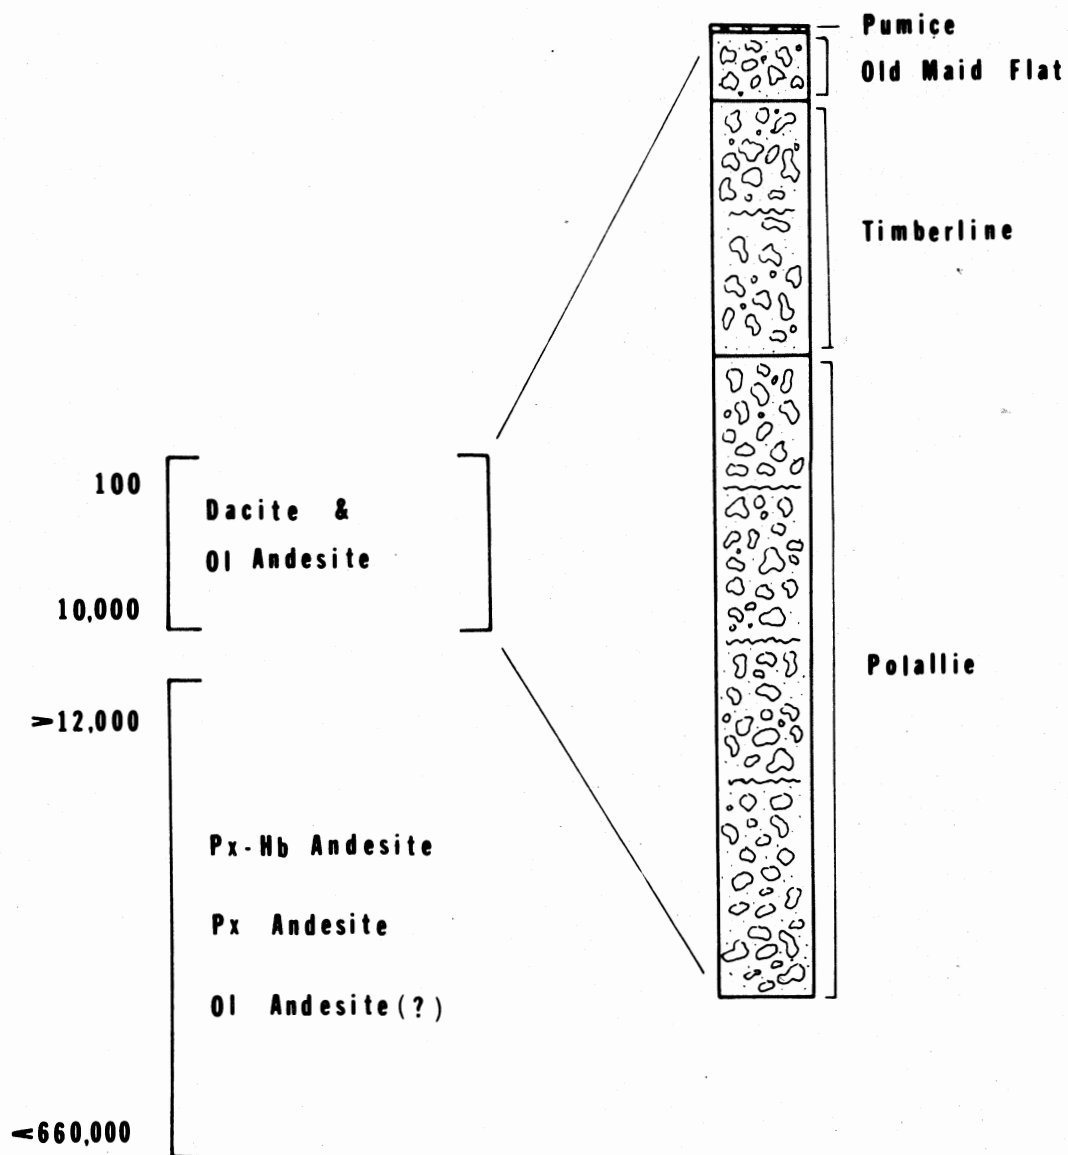 Pumice
Old Maid Flat
Timberline
100
Dacite &
Ol Andesite
10,000
Polallie
>12,000
Px-Hb Andesite
Px Andesite
Ol Andesite(?)
<660,000